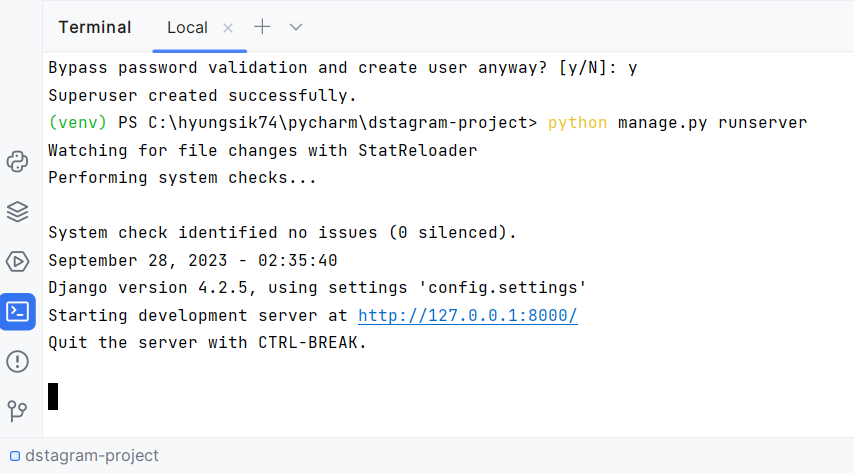 Terminal Local
Bypass password validation and create user anyway? [y/N]: y
Superuser created successfully.
(venv) PS C:\hyungsik74\pycharm\dstagram-project> python manage.py runserver
Watching for file changes with StatReloader
Performing system checks...
System check identified no issues (0 silenced).
September 28, 2023 - 02:35:40
Django version 4.2.5, using settings 'config.settings'
Starting development server at http://127.0.0.1:8000/
Quit the server with CTRL-BREAK.
dstagram-project